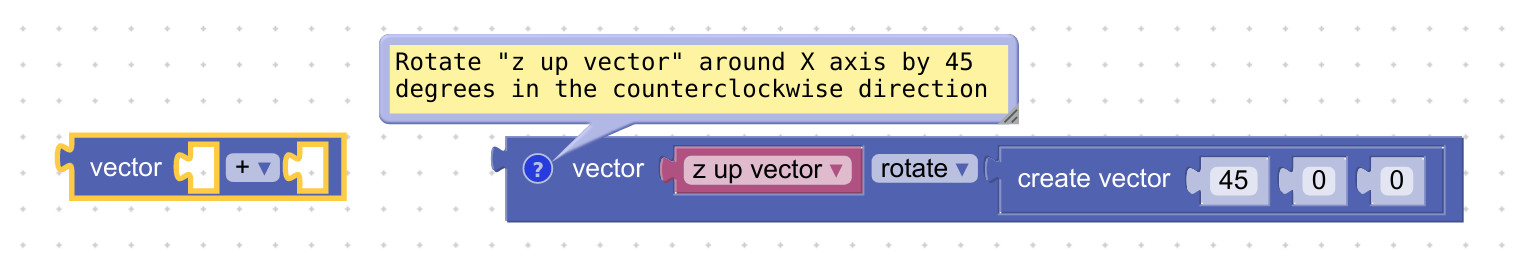 Rotate "z up vector" around X axis by 45
degrees in the counterclockwise direction
vector + ▾
? vector z up vector ▾ rotate ▾ create vector 45 0 0